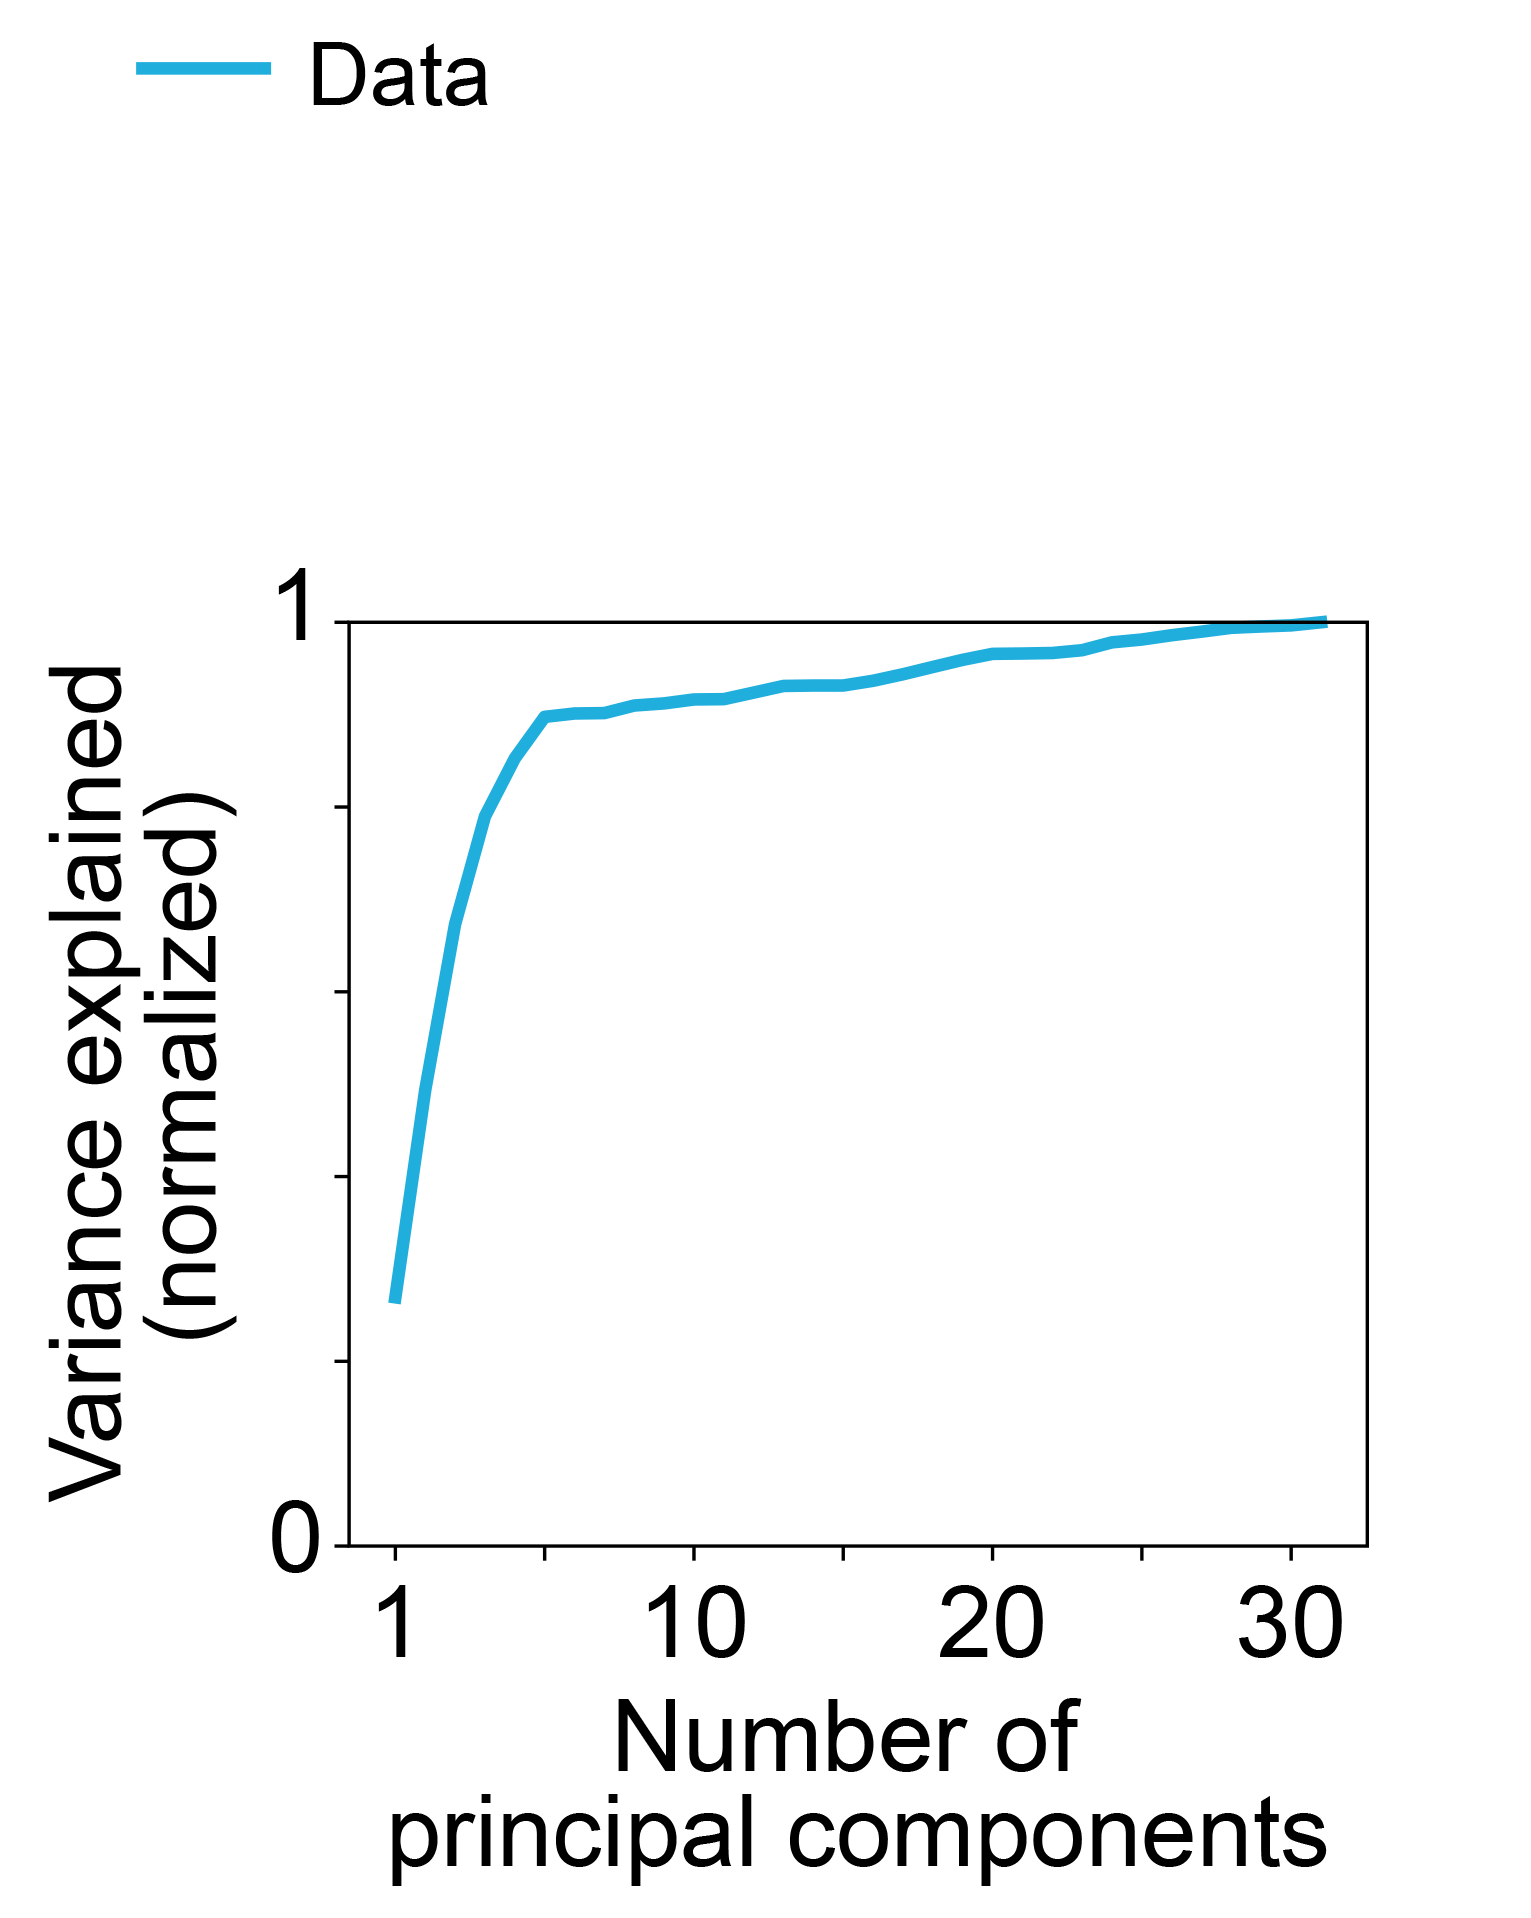 Data
Variance explained
(normalized)
1
0
1
10
20
30
Number of
principal components